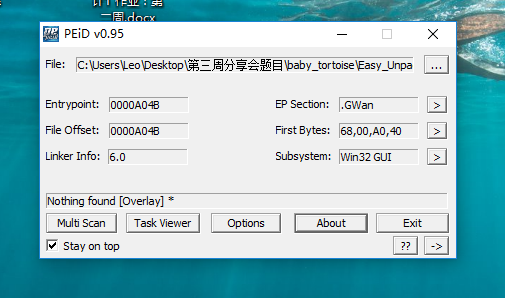 计作业：第
二周.docx
PEiD v0.95
File: C:\Users\Leo\Desktop\第三周分享会题目\baby_tortoise\Easy_Unpa ...
Entrypoint: 0000A04B EP Section: .GWan >
File Offset: 0000A04B First Bytes: 68,00,A0,40 >
Linker Info: 6.0 Subsystem: Win32 GUI >
Nothing found [Overlay] *
Multi Scan Task Viewer Options About Exit
Stay on top ?? ->